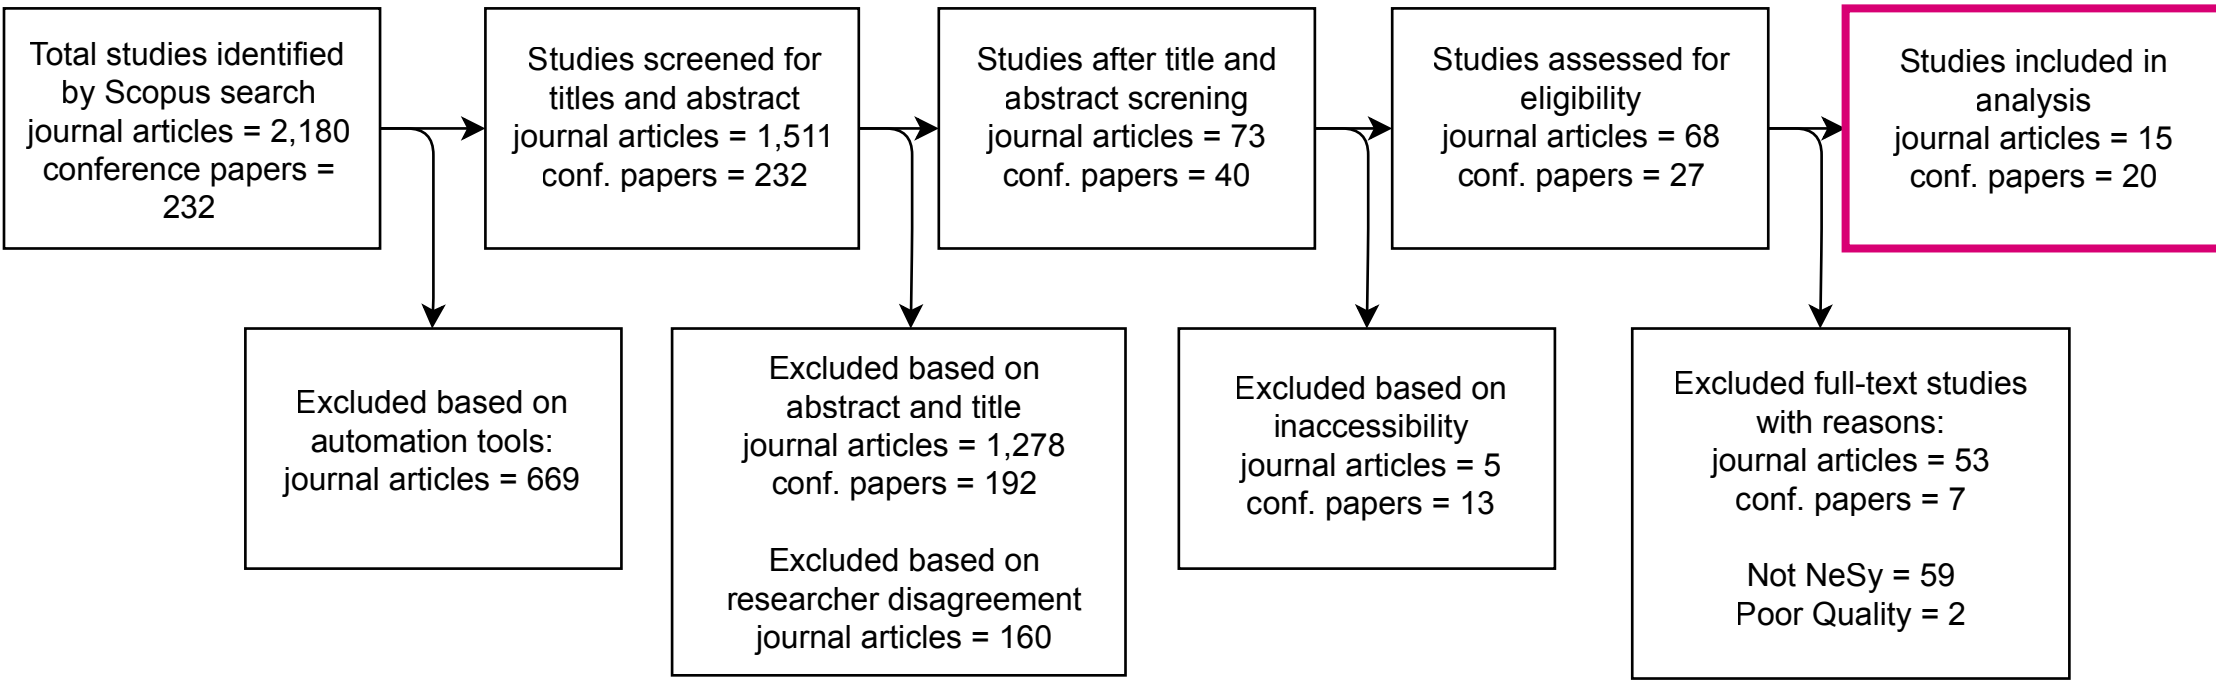 Total studies identified
by Scopus search
journal articles = 2,180
conference papers =
232
Studies screened for
titles and abstract
journal articles = 1,511
conf. papers = 232
Studies after title and
abstract screning
journal articles = 73
conf. papers = 40
Studies assessed for
eligibility
journal articles = 68
conf. papers = 27
Studies included in
analysis
journal articles = 15
conf. papers = 20
Excluded based on
automation tools:
journal articles = 669
Excluded based on
abstract and title
journal articles = 1,278
conf. papers = 192
Excluded based on
researcher disagreement
journal articles = 160
Excluded based on
inaccessibility
journal articles = 5
conf. papers = 13
Excluded full-text studies
with reasons:
journal articles = 53
conf. papers = 7
Not NeSy = 59
Poor Quality = 2